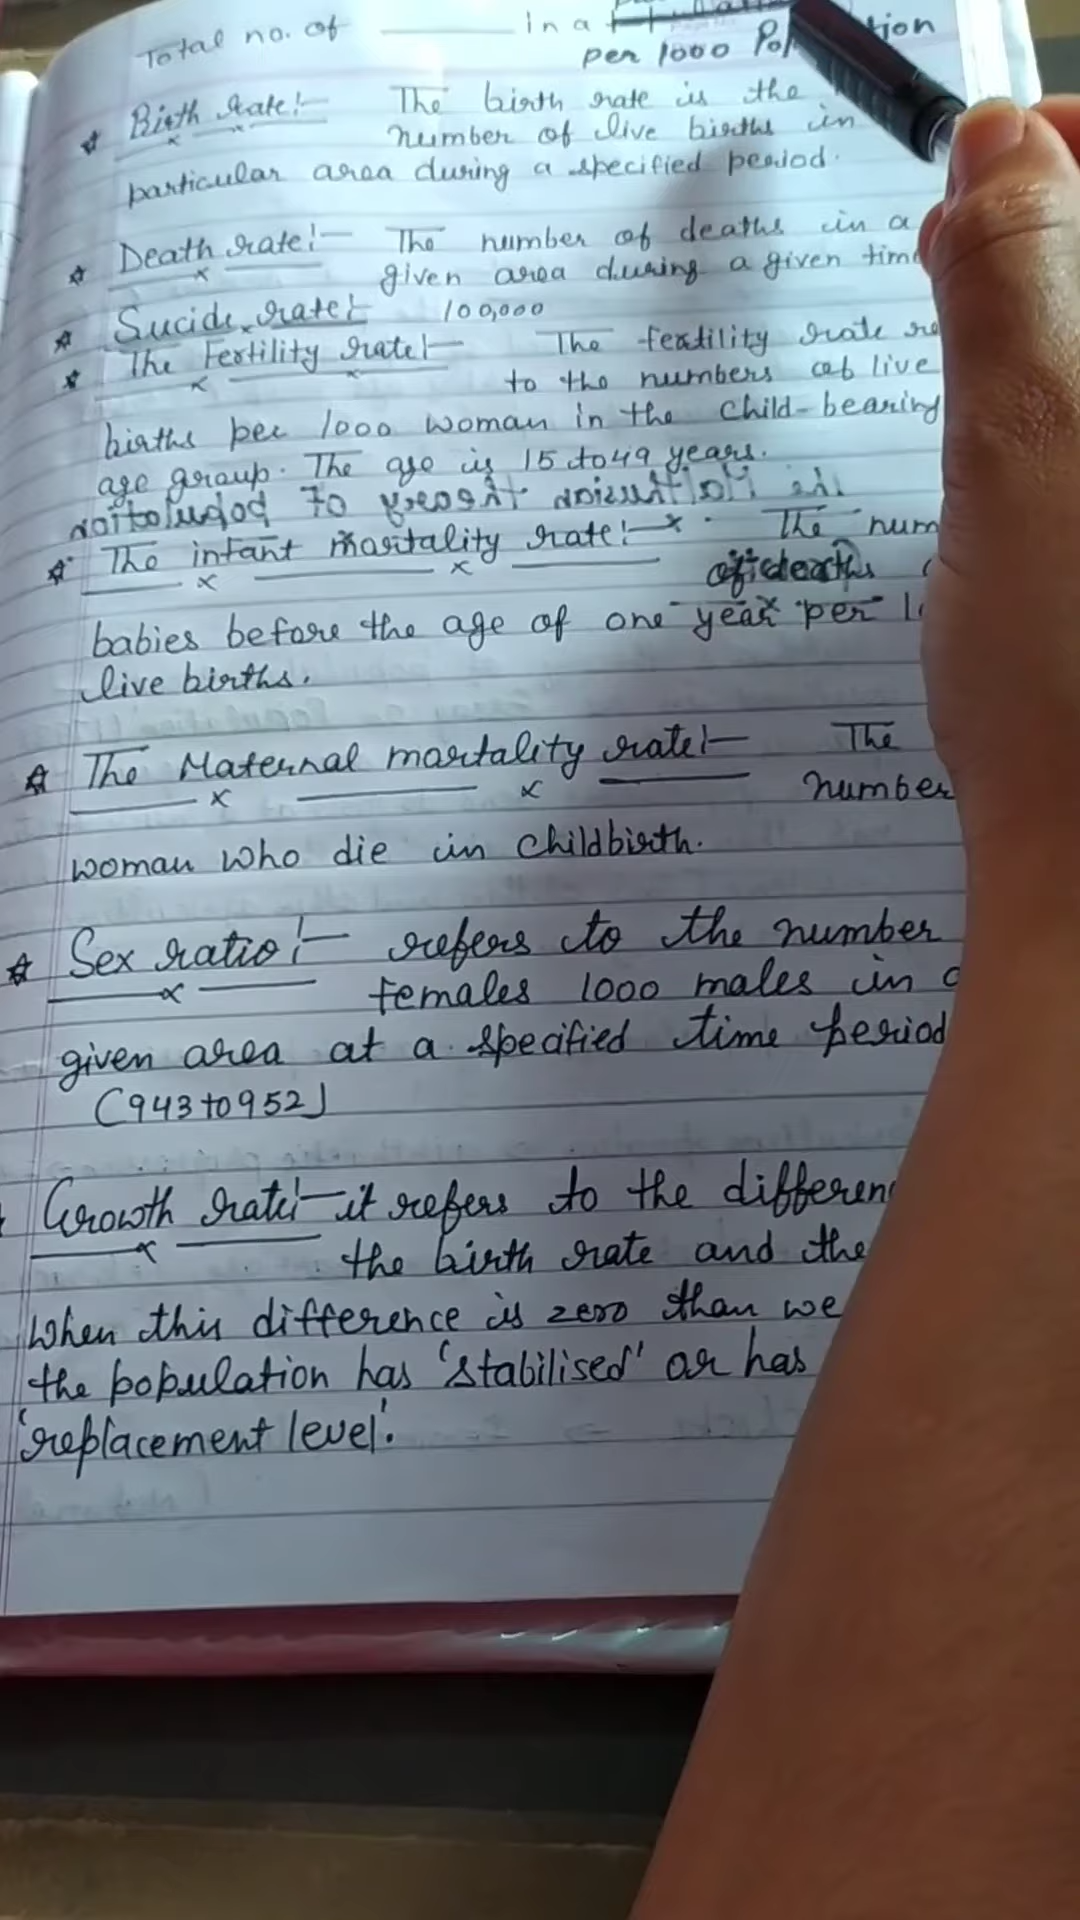 Total no. of ____ in a
per 1000
Birth rate:- The birth rate is the
number of live births in
particular area during a specified period.
Death rate:- The number of deaths in a
given area during a given time
Sucide rate:- 100,000
The Fertility rate:- The featility rate re
to the numbers of live
births per 1000 woman in the child-bearing
age group. The age is 15 to 49 years.
The infant mortality rate:- The num
of deaths
babies before the age of one year per 1
live births.
The Maternal mortality rate:- The
number
woman who die in childbirth.
Sex ratio:- refers to the number
females 1000 males in a
given area at a specified time period
(943 to 952)
Growth rate:- it refers to the differen
the birth rate and the
When this difference is zero than we
the population has 'stabilised' or has
'replacement level'.